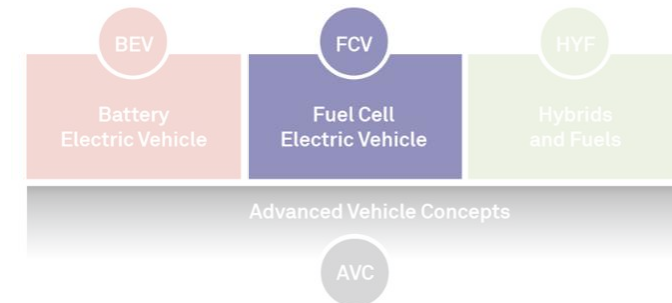 BEV
FCV
HYF
Battery
Electric Vehicle
Fuel Cell
Electric Vehicle
Hybrids
and Fuels
Advanced Vehicle Concepts
AVC